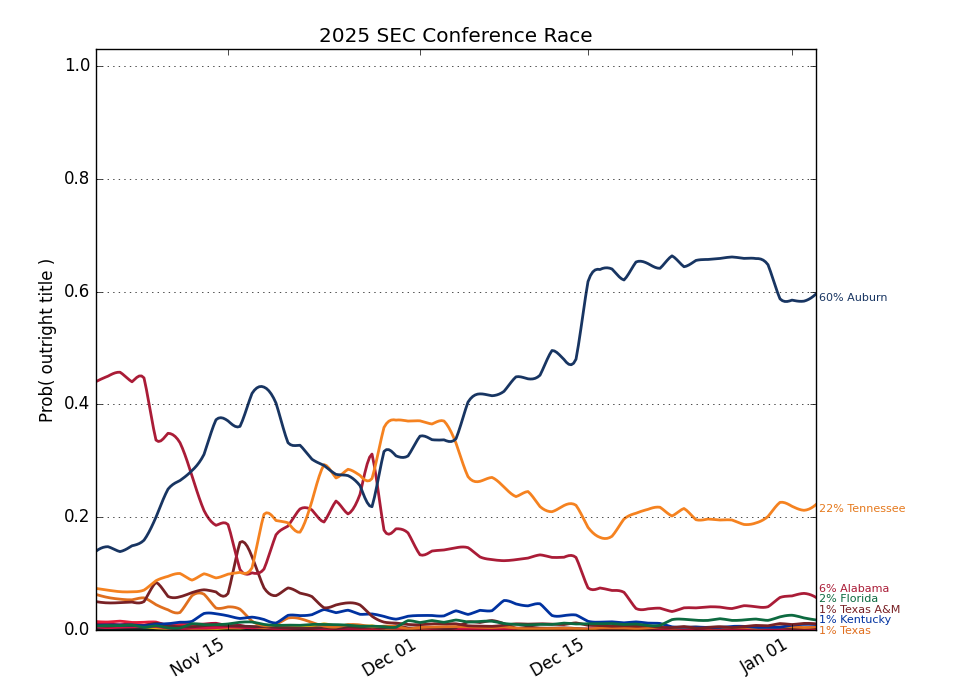 2025 SEC Conference Race
Prob( outright title )
1.0
0.8
0.6
0.4
0.2
0.0
Nov 15
Dec 01
Dec 15
Jan 01
60% Auburn
22% Tennessee
6% Alabama
2% Florida
1% Texas A&M
1% Kentucky
1% Texas